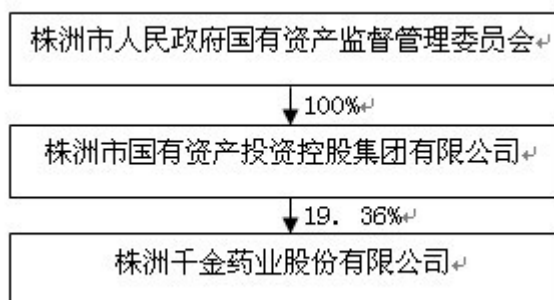 株洲市人民政府国有资产监督管理委员会↵
100%↵
株洲市国有资产投资控股集团有限公司↵
19. 36%↵
株洲千金药业股份有限公司↵